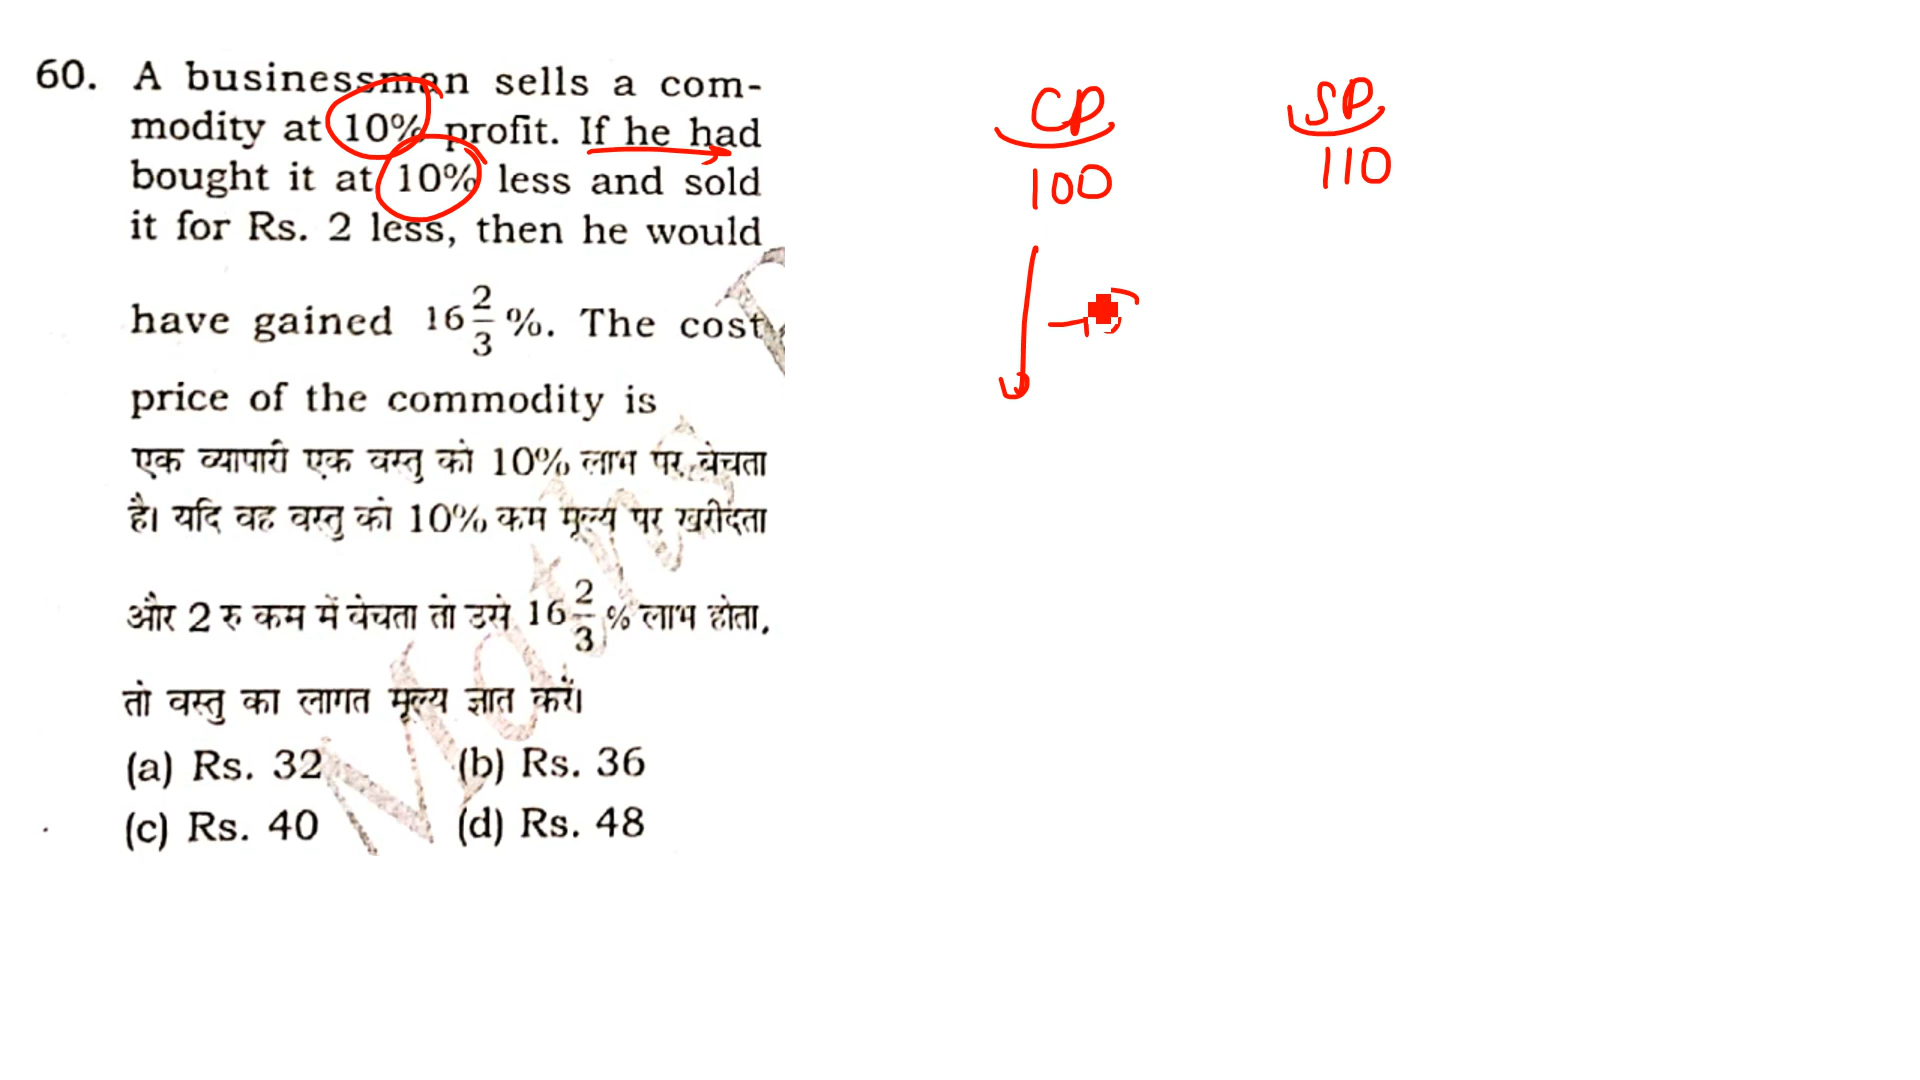 60. A businessman sells a com-
modity at 10% profit. If he had
bought it at 10% less and sold
it for Rs. 2 less, then he would
have gained 16 2/3 %. The cost
price of the commodity is
एक व्यापारी एक वस्तु को 10% लाभ पर बेचता
है। यदि वह वस्तु को 10% कम मूल्य पर खरीदता
और 2 रु कम में बेचता तो उसे 16 2/3 % लाभ होता,
तो वस्तु का लागत मूल्य ज्ञात करें।
(a) Rs. 32 (b) Rs. 36
(c) Rs. 40 (d) Rs. 48
CP SP
100 110
Maths